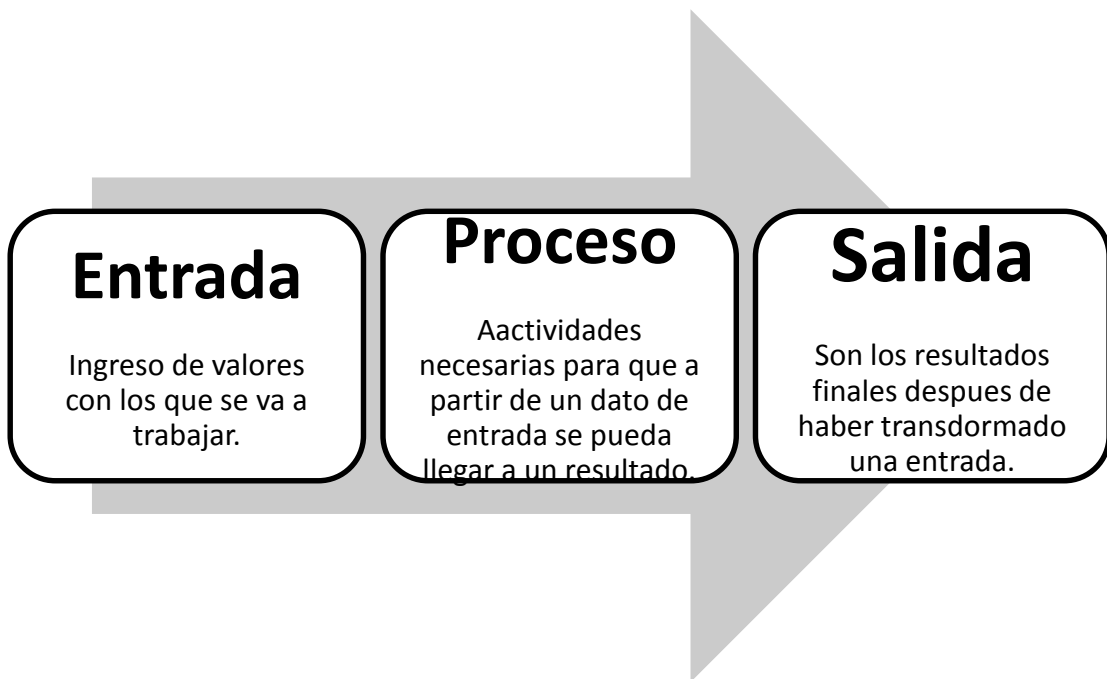 Entrada
Ingreso de valores
con los que se va a
trabajar.
Proceso
Aactividades
necesarias para que a
partir de un dato de
entrada se pueda
llegar a un resultado.
Salida
Son los resultados
finales despues de
haber transdormado
una entrada.